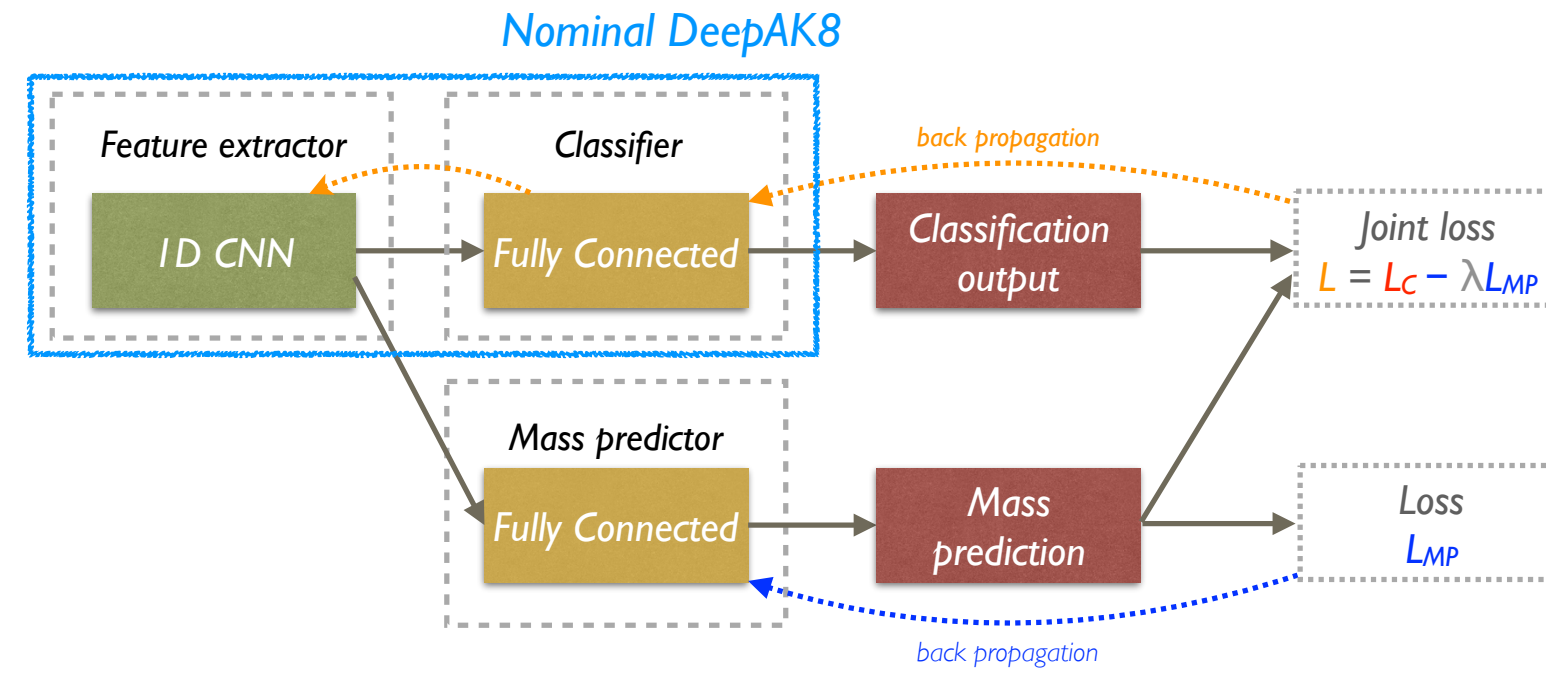 Nominal DeepAK8
Feature extractor
Classifier
back propagation
1D CNN
Fully Connected
Classification
output
Joint loss
L = LC − λLMP
Mass predictor
Fully Connected
Mass
prediction
Loss
LMP
back propagation